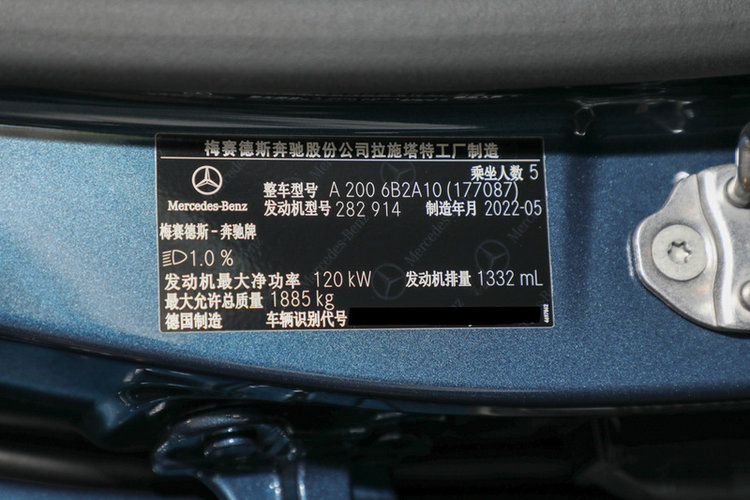 梅赛德斯奔驰股份公司拉施塔特工厂制造
乘坐人数 5
Mercedes-Benz
整车型号 A 200 6B2A10 (177087)
发动机型号 282 914 制造年月 2022-05
梅赛德斯-奔驰牌
1.0 %
发动机最大净功率 120 kW 发动机排量 1332 mL
最大允许总质量 1885 kg
德国制造 车辆识别代号